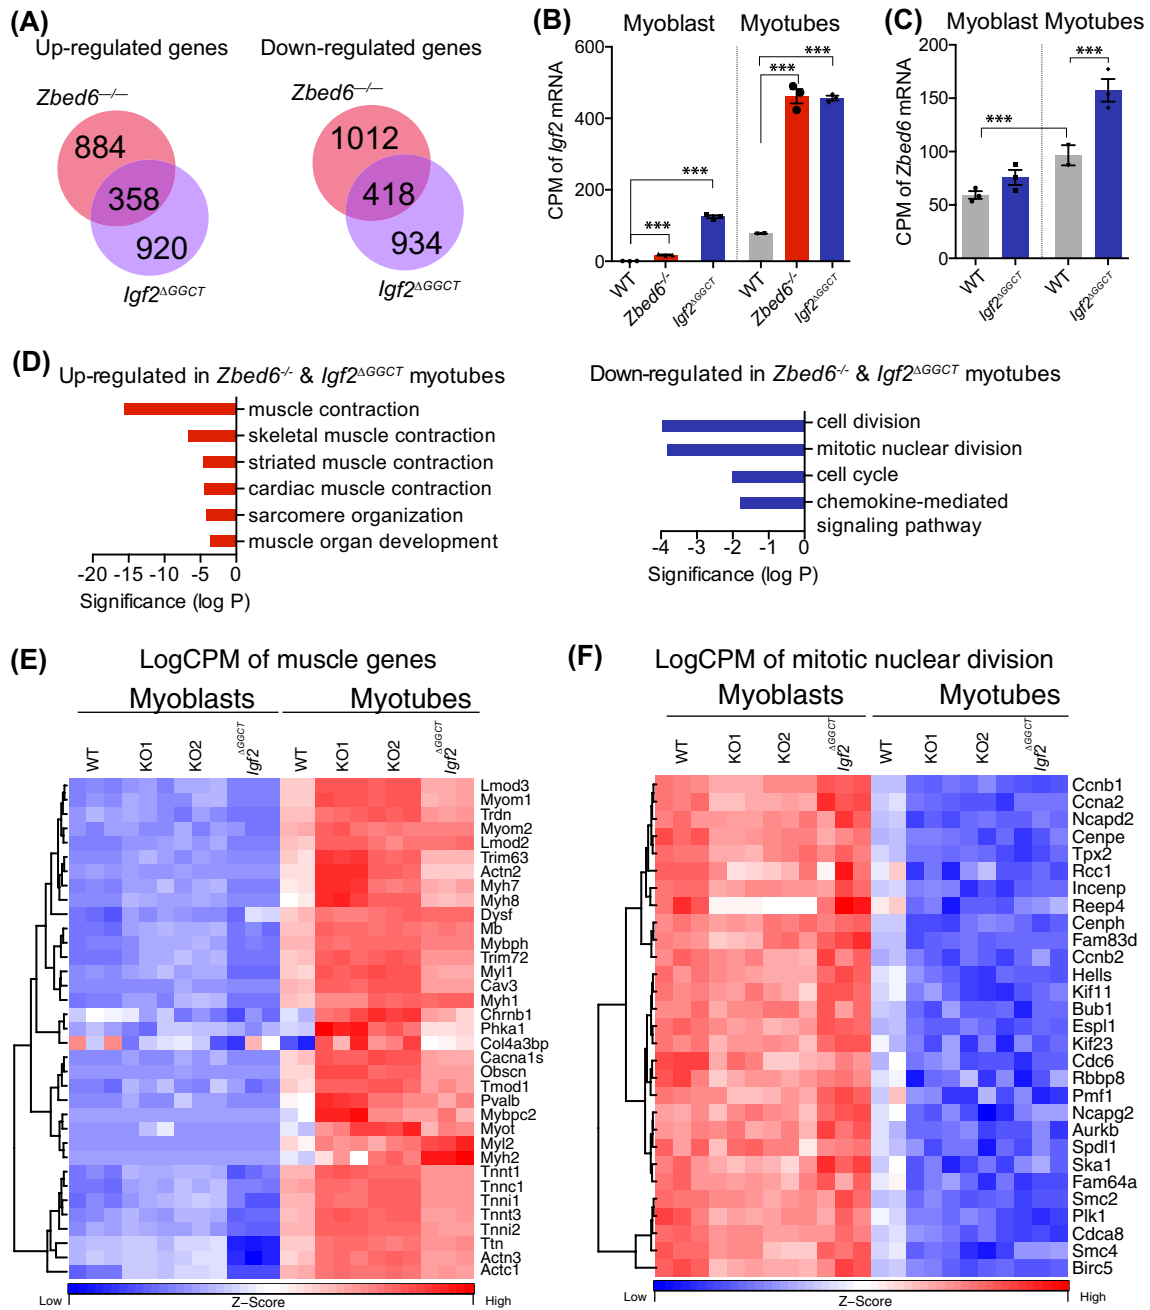 (A)
Up-regulated genes
Down-regulated genes
Zbed6—/—
884
358
920
Igf2ΔGGCT
Zbed6—/—
1012
418
934
Igf2ΔGGCT
(B)
Myoblast
Myotubes
CPM of Igf2 mRNA
600
400
200
0
***
***
***
***
WT
Zbed6-/-
Igf2ΔGGCT
WT
Zbed6-/-
Igf2ΔGGCT
(C)
Myoblast Myotubes
CPM of Zbed6 mRNA
200
150
100
50
0
***
***
WT
Igf2ΔGGCT
WT
Igf2ΔGGCT
(D)
Up-regulated in Zbed6-/- & Igf2ΔGGCT myotubes
muscle contraction
skeletal muscle contraction
striated muscle contraction
cardiac muscle contraction
sarcomere organization
muscle organ development
-20 -15 -10 -5 0
Significance (log P)
Down-regulated in Zbed6-/- & Igf2ΔGGCT myotubes
cell division
mitotic nuclear division
cell cycle
chemokine-mediated
signaling pathway
-4 -3 -2 -1 0
Significance (log P)
(E)
LogCPM of muscle genes
Myoblasts
Myotubes
WT
KO1
KO2
ΔGGCT
Igf2
WT
KO1
KO2
ΔGGCT
Igf2
Lmod3
Myom1
Trdn
Myom2
Lmod2
Trim63
Actn2
Myh7
Myh8
Dysf
Mb
Mybph
Trim72
Myl1
Cav3
Myh1
Chrnb1
Phka1
Col4a3bp
Cacna1s
Obscn
Tmod1
Pvalb
Mybpc2
Myot
Myl2
Myh2
Tnnt1
Tnnc1
Tnni1
Tnnt3
Tnni2
Ttn
Actn3
Actc1
Low
Z-Score
High
(F)
LogCPM of mitotic nuclear division
Myoblasts
Myotubes
WT
KO1
KO2
ΔGGCT
Igf2
WT
KO1
KO2
ΔGGCT
Igf2
Ccnb1
Ccna2
Ncapd2
Cenpe
Tpx2
Rcc1
Incenp
Reep4
Cenph
Fam83d
Ccnb2
Hells
Kif11
Bub1
Espl1
Kif23
Cdc6
Rbbp8
Pmf1
Ncapg2
Aurkb
Spdl1
Ska1
Fam64a
Smc2
Plk1
Cdca8
Smc4
Birc5
Low
Z-Score
High